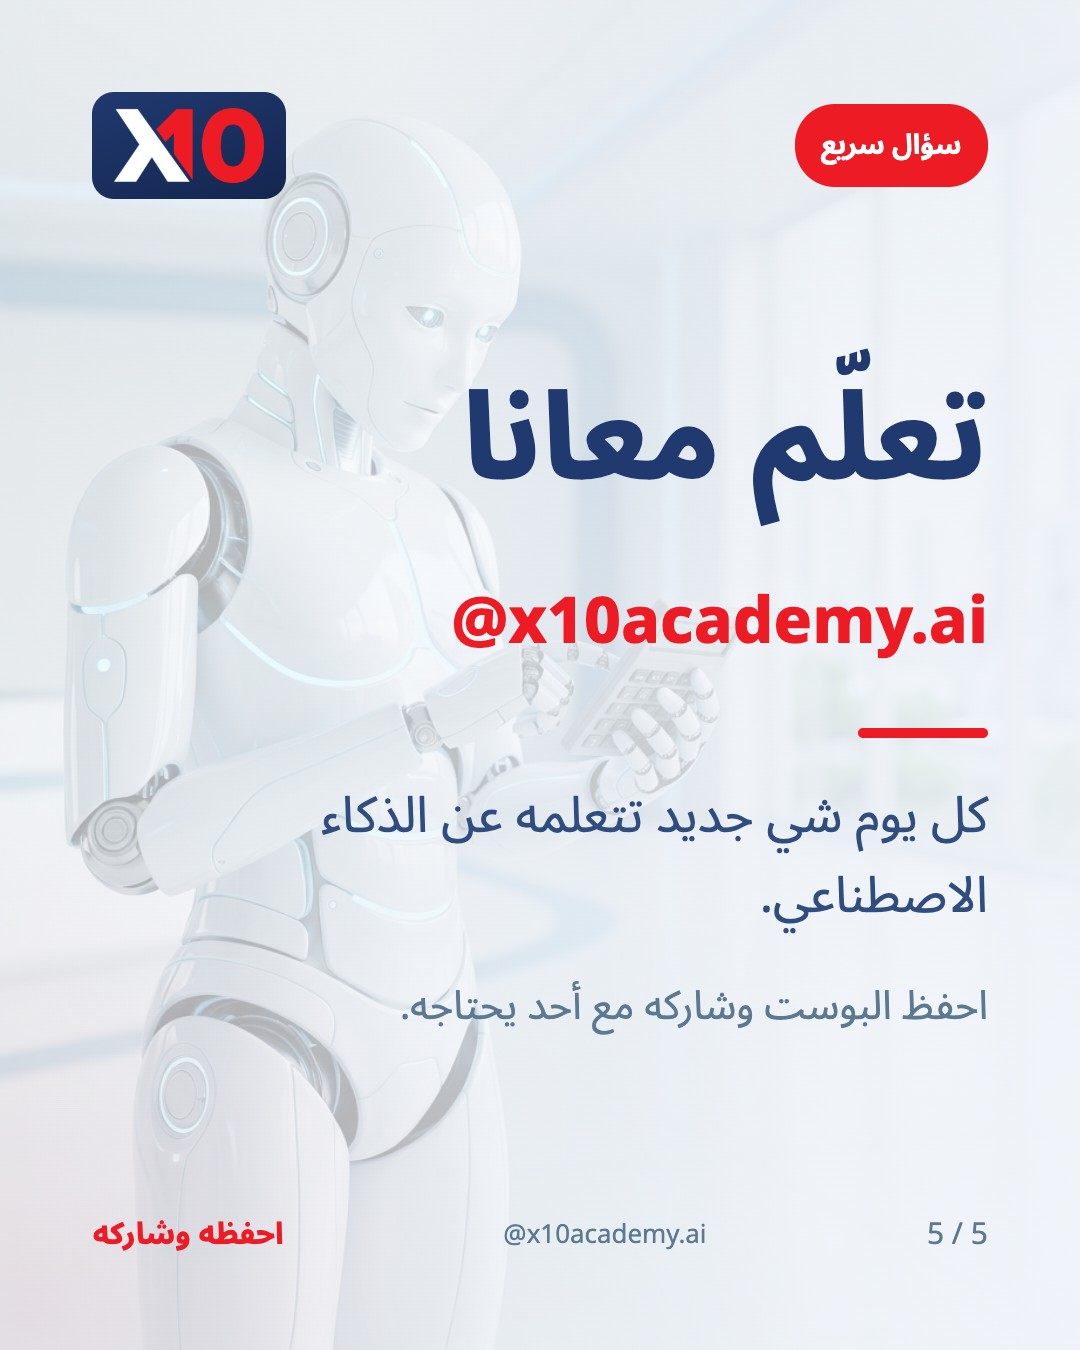 X10
سؤال سريع
تعلّم معانا
@x10academy.ai
كل يوم شي جديد تتعلمه عن الذكاء
الاصطناعي.
احفظ البوست وشاركه مع أحد يحتاجه.
5 / 5
@x10academy.ai
احفظه وشاركه